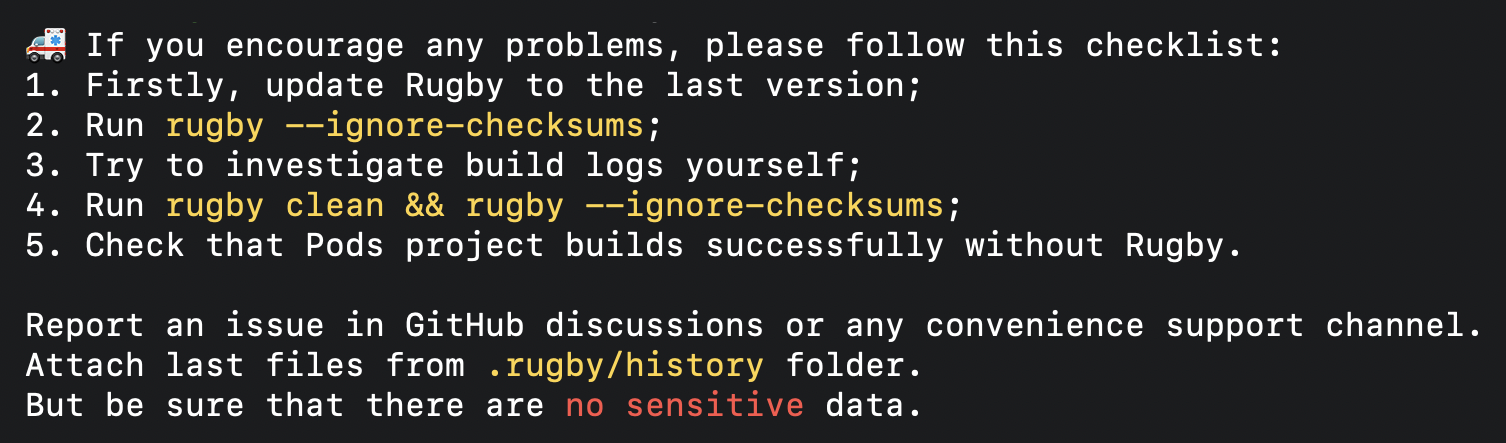 🚑 If you encourage any problems, please follow this checklist:
1. Firstly, update Rugby to the last version;
2. Run rugby --ignore-checksums;
3. Try to investigate build logs yourself;
4. Run rugby clean && rugby --ignore-checksums;
5. Check that Pods project builds successfully without Rugby.
Report an issue in GitHub discussions or any convenience support channel.
Attach last files from .rugby/history folder.
But be sure that there are no sensitive data.